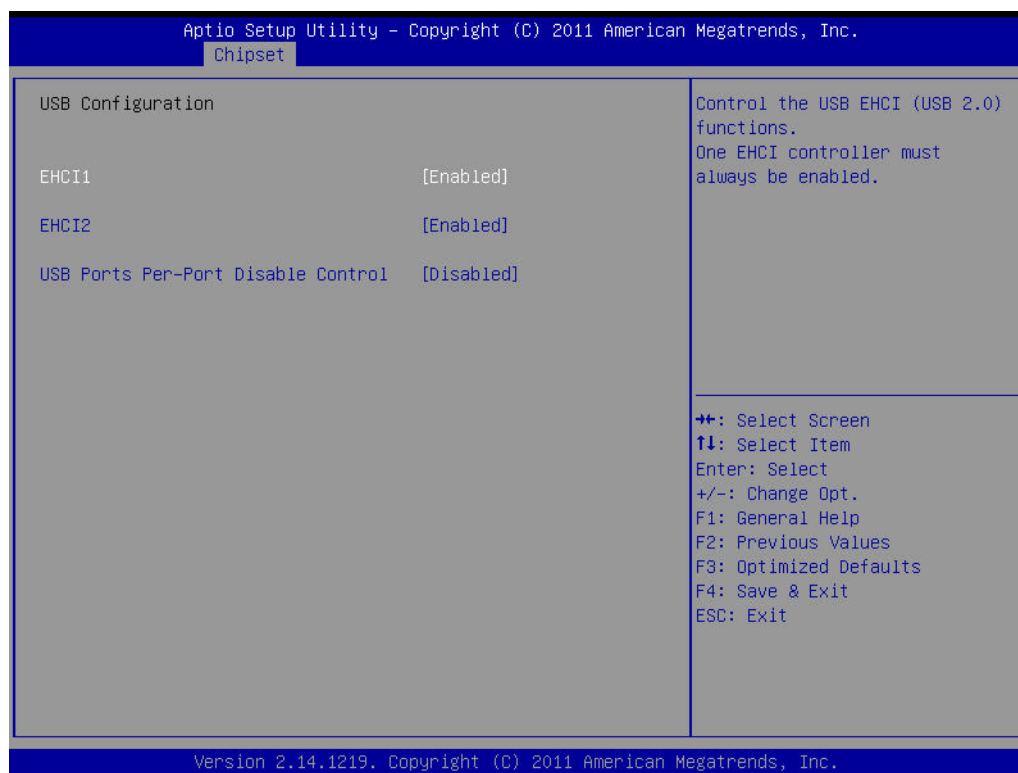 Aptio Setup Utility – Copyright (C) 2011 American Megatrends, Inc.
Chipset
USB Configuration
EHCI1 [Enabled]
EHCI2 [Enabled]
USB Ports Per-Port Disable Control [Disabled]
Control the USB EHCI (USB 2.0)
functions.
One EHCI controller must
always be enabled.
→←: Select Screen
↑↓: Select Item
Enter: Select
+/-: Change Opt.
F1: General Help
F2: Previous Values
F3: Optimized Defaults
F4: Save & Exit
ESC: Exit
Version 2.14.1219. Copyright (C) 2011 American Megatrends, Inc.